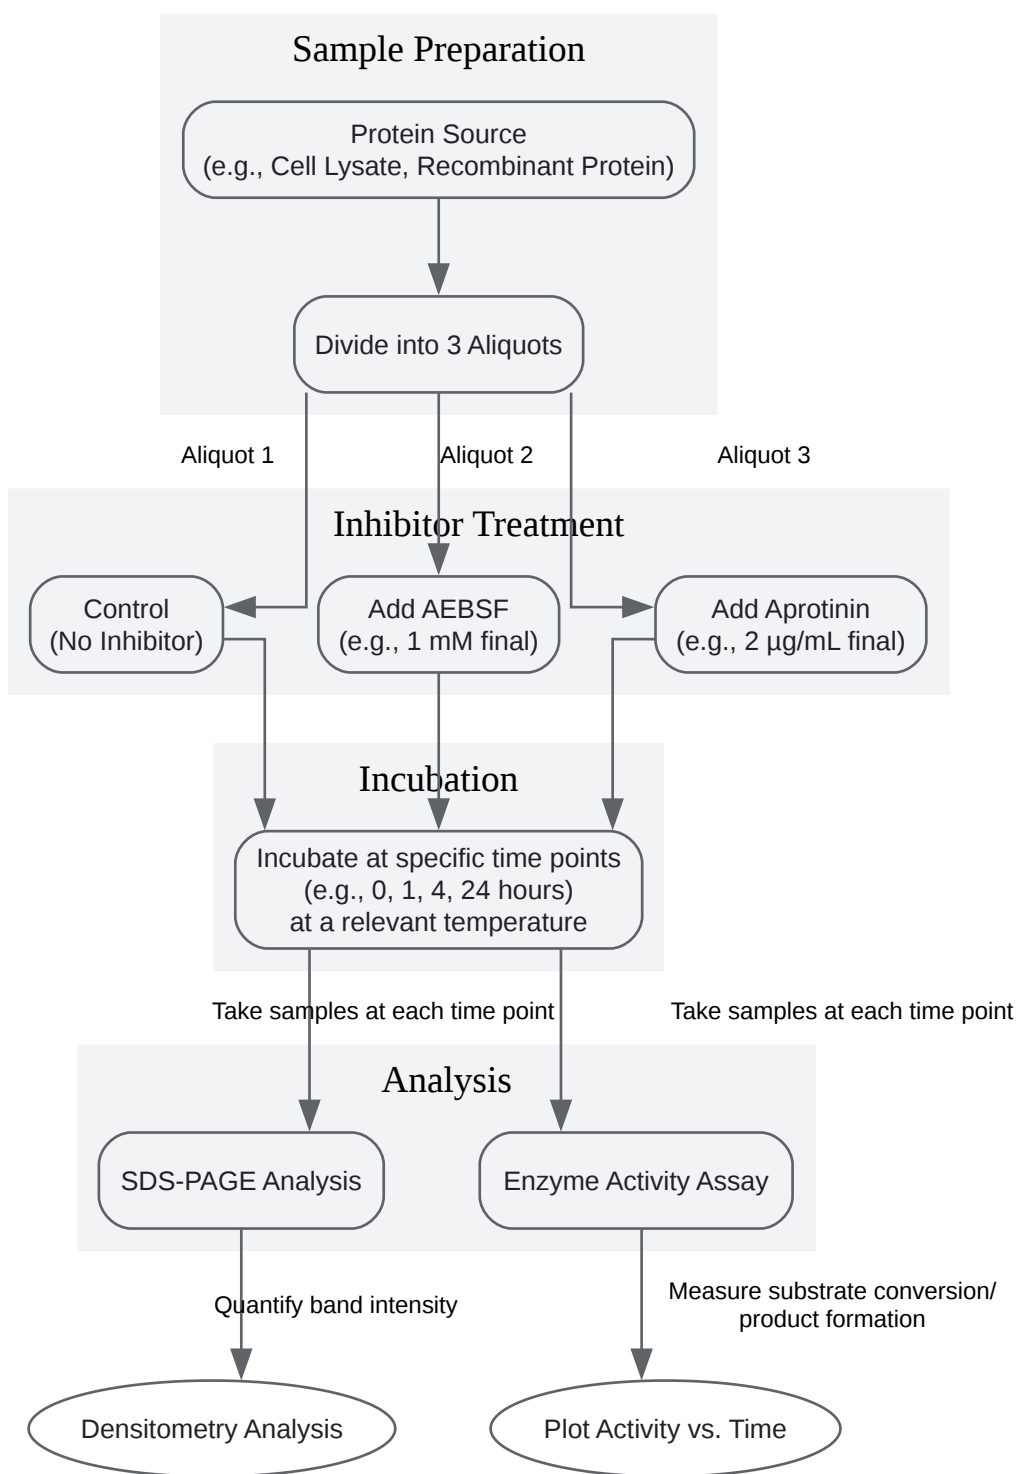 Sample Preparation
Protein Source
(e.g., Cell Lysate, Recombinant Protein)
Divide into 3 Aliquots
Aliquot 1
Aliquot 2
Aliquot 3
Inhibitor Treatment
Control
(No Inhibitor)
Add AEBSF
(e.g., 1 mM final)
Add Aprotinin
(e.g., 2 µg/mL final)
Incubation
Incubate at specific time points
(e.g., 0, 1, 4, 24 hours)
at a relevant temperature
Take samples at each time point
Take samples at each time point
Analysis
SDS-PAGE Analysis
Enzyme Activity Assay
Quantify band intensity
Measure substrate conversion/
product formation
Densitometry Analysis
Plot Activity vs. Time